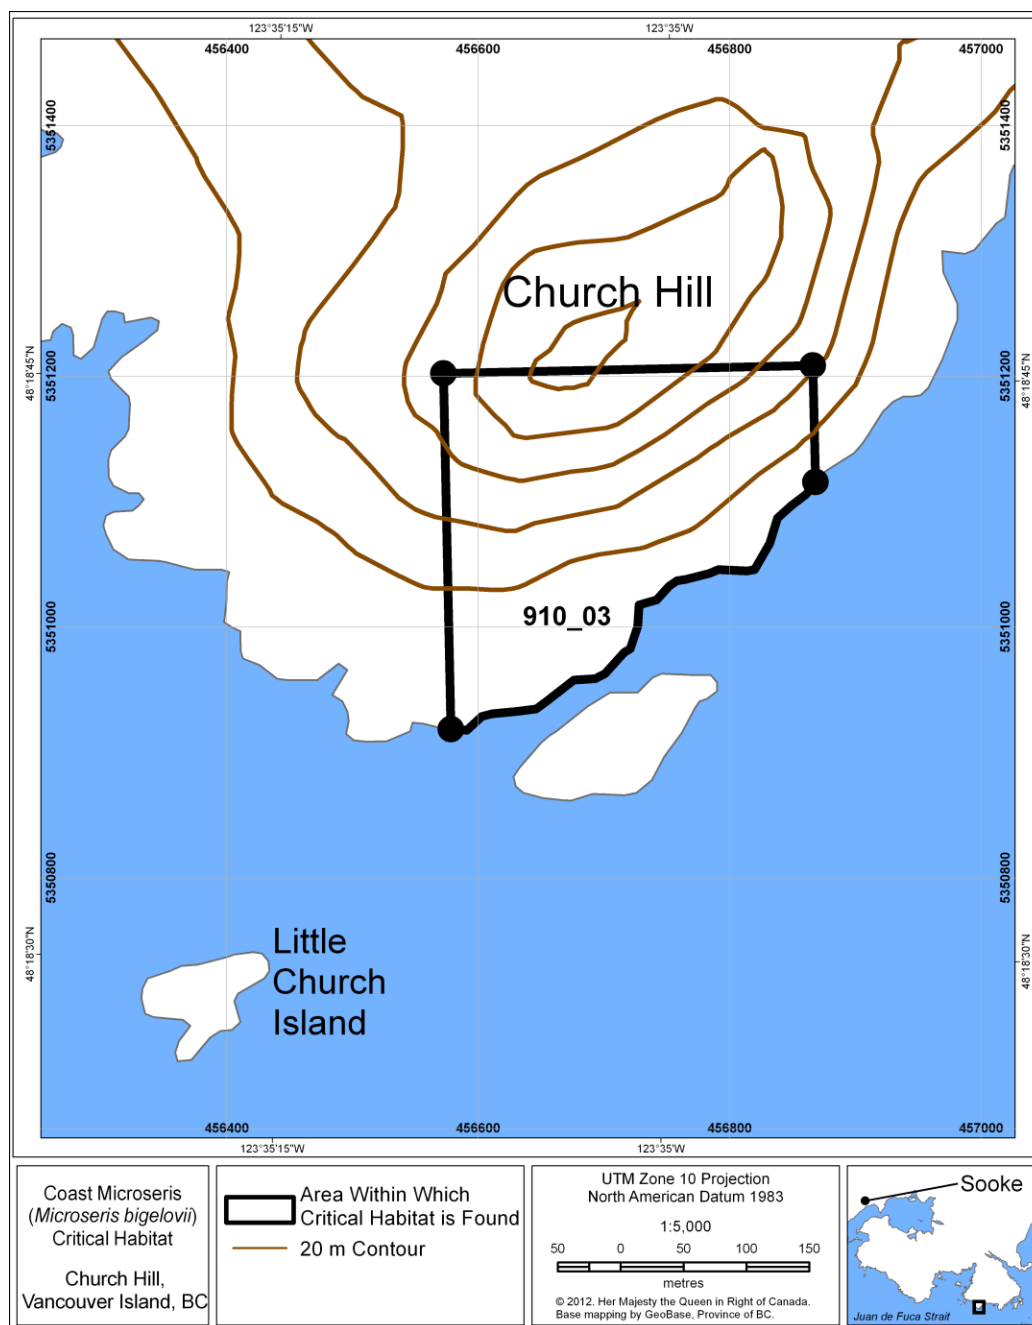 123°35'15"W
123°35'W
456400
456600
456800
457000
5351400
5351400
Church Hill
48°18'45"N
5351200
5351200
48°18'45"N
910_03
5351000
5351000
5350800
5350800
48°18'30"N
48°18'30"N
Little
Church
Island
456400
456600
456800
457000
123°35'15"W
123°35'W
Coast Microseris
(Microseris bigelovii)
Critical Habitat
Church Hill,
Vancouver Island, BC
Area Within Which
Critical Habitat is Found
20 m Contour
UTM Zone 10 Projection
North American Datum 1983
1:5,000
50 0 50 100 150
metres
© 2012. Her Majesty the Queen in Right of Canada.
Base mapping by GeoBase, Province of BC.
Sooke
Juan de Fuca Strait